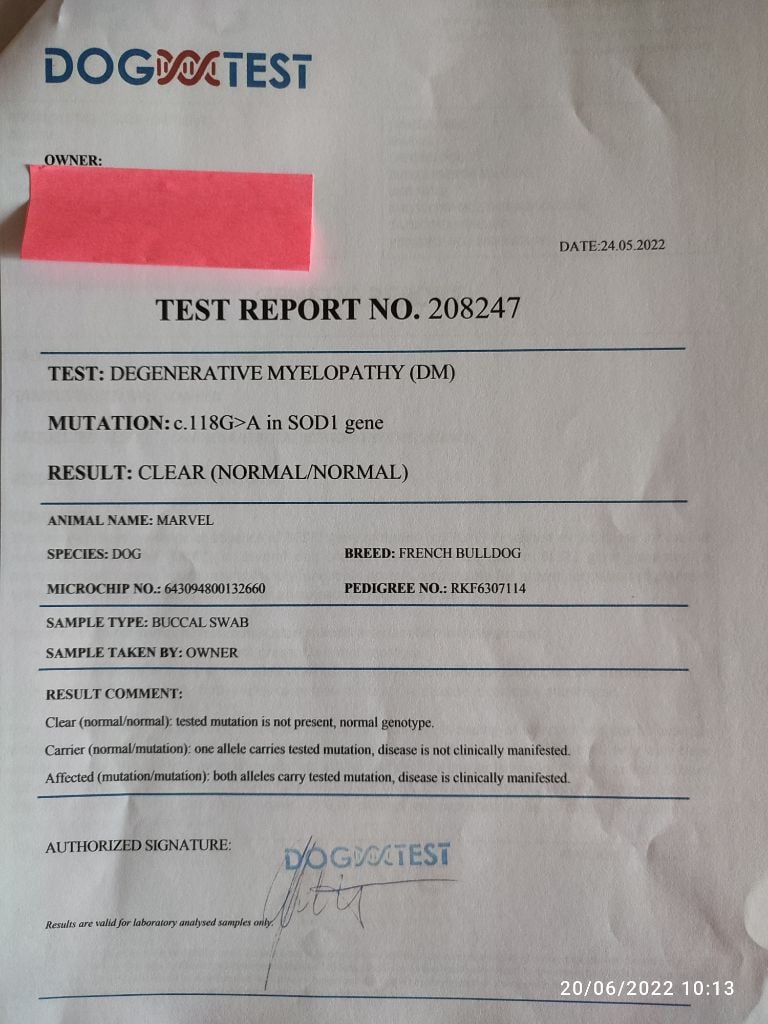 DOG TEST
OWNER:
DATE:24.05.2022
TEST REPORT NO. 208247
TEST: DEGENERATIVE MYELOPATHY (DM)
MUTATION: c.118G>A in SOD1 gene
RESULT: CLEAR (NORMAL/NORMAL)
ANIMAL NAME: MARVEL
SPECIES: DOG BREED: FRENCH BULLDOG
MICROCHIP NO.: 643094800132660 PEDIGREE NO.: RKF6307114
SAMPLE TYPE: BUCCAL SWAB
SAMPLE TAKEN BY: OWNER
RESULT COMMENT:
Clear (normal/normal): tested mutation is not present, normal genotype.
Carrier (normal/mutation): one allele carries tested mutation, disease is not clinically manifested.
Affected (mutation/mutation): both alleles carry tested mutation, disease is clinically manifested.
AUTHORIZED SIGNATURE:
DOG TEST
Results are valid for laboratory analysed samples only.
20/06/2022 10:13